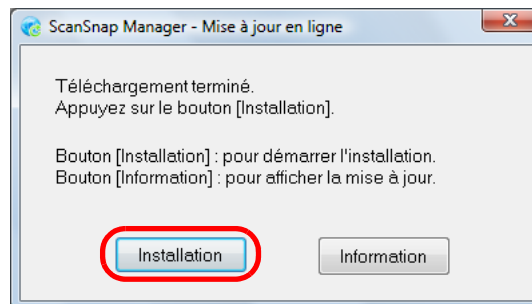 ScanSnap Manager - Mise à jour en ligne
Téléchargement terminé.
Appuyez sur le bouton [Installation].
Bouton [Installation] : pour démarrer l'installation.
Bouton [Information] : pour afficher la mise à jour.
Installation
Information